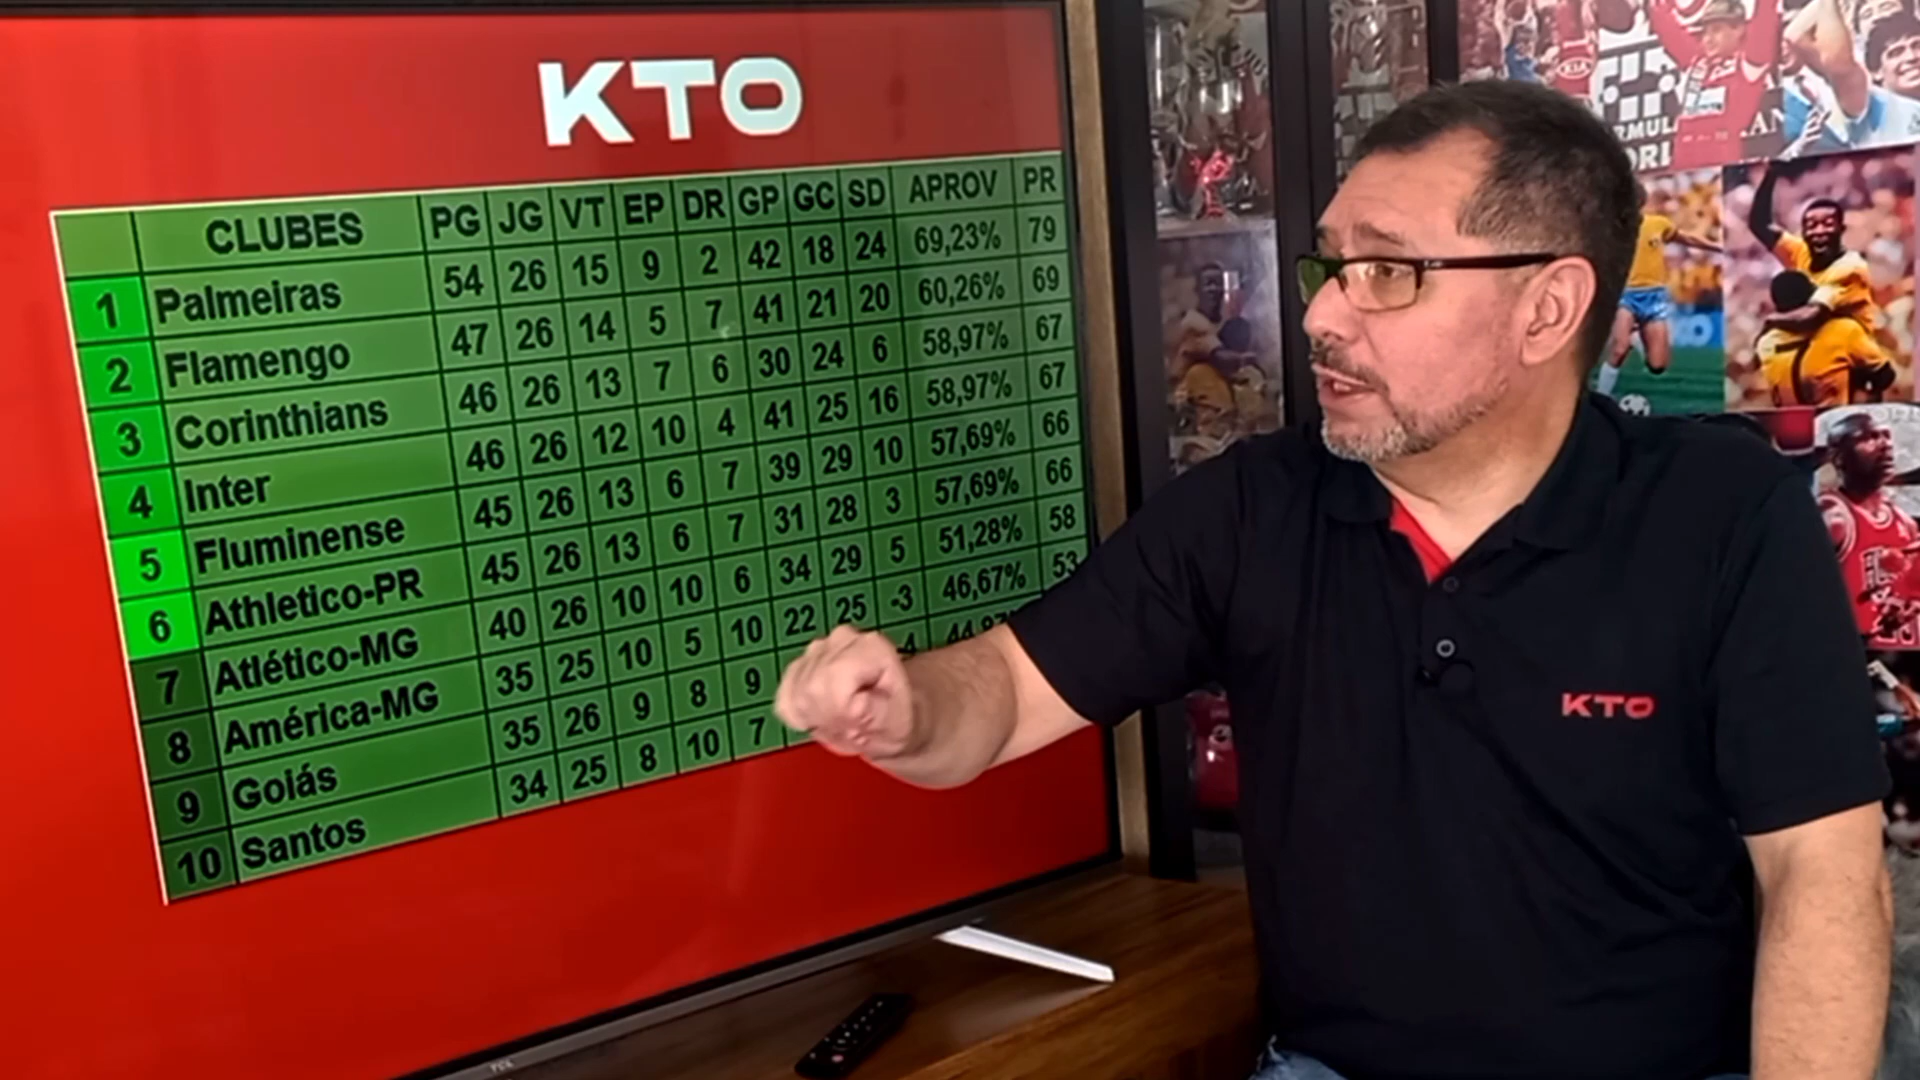 KTO
CLUBES PG JG VT EP DR GP GC SD APROV PR
1 Palmeiras 54 26 15 9 2 42 18 24 69,23% 79
2 Flamengo 47 26 14 5 7 41 21 20 60,26% 69
3 Corinthians 46 26 13 7 6 30 24 6 58,97% 67
4 Inter 46 26 12 10 4 41 25 16 58,97% 67
5 Fluminense 45 26 13 6 7 39 29 10 57,69% 66
6 Athletico-PR 45 26 13 6 7 31 28 3 57,69% 66
7 Atlético-MG 40 26 10 10 6 34 29 5 51,28% 58
8 América-MG 35 25 10 5 10 22 25 -3 46,67% 53
9 Goiás 35 26 9 8 9
10 Santos 34 25 8 10 7
KTO
KIA